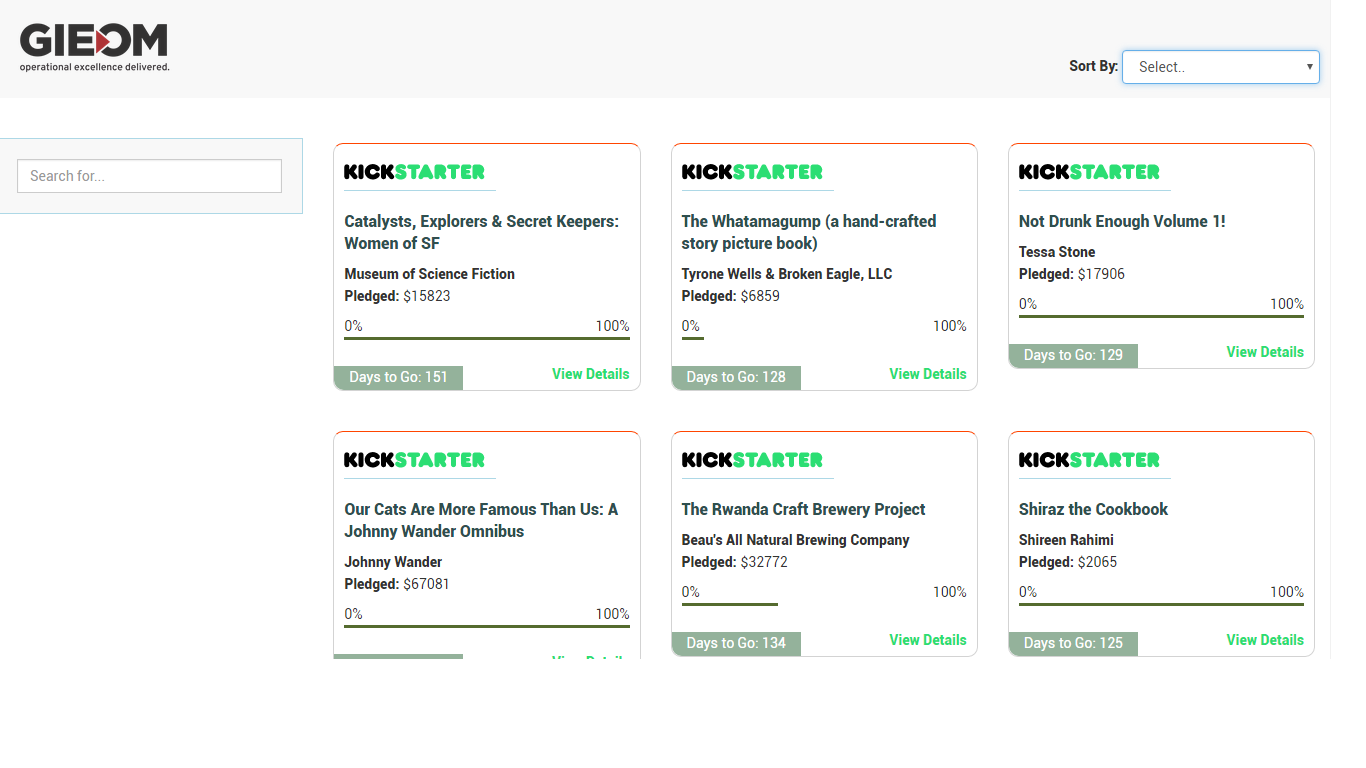 GIEOM
operational excellence delivered.
Sort By: Select..
Search for...
KICKSTARTER
Catalysts, Explorers & Secret Keepers:
Women of SF
Museum of Science Fiction
Pledged: $15823
0% 100%
Days to Go: 151 View Details
KICKSTARTER
The Whatamagump (a hand-crafted
story picture book)
Tyrone Wells & Broken Eagle, LLC
Pledged: $6859
0% 100%
Days to Go: 128 View Details
KICKSTARTER
Not Drunk Enough Volume 1!
Tessa Stone
Pledged: $17906
0% 100%
Days to Go: 129 View Details
KICKSTARTER
Our Cats Are More Famous Than Us: A
Johnny Wander Omnibus
Johnny Wander
Pledged: $67081
0% 100%
View Details
KICKSTARTER
The Rwanda Craft Brewery Project
Beau's All Natural Brewing Company
Pledged: $32772
0% 100%
Days to Go: 134 View Details
KICKSTARTER
Shiraz the Cookbook
Shireen Rahimi
Pledged: $2065
0% 100%
Days to Go: 125 View Details